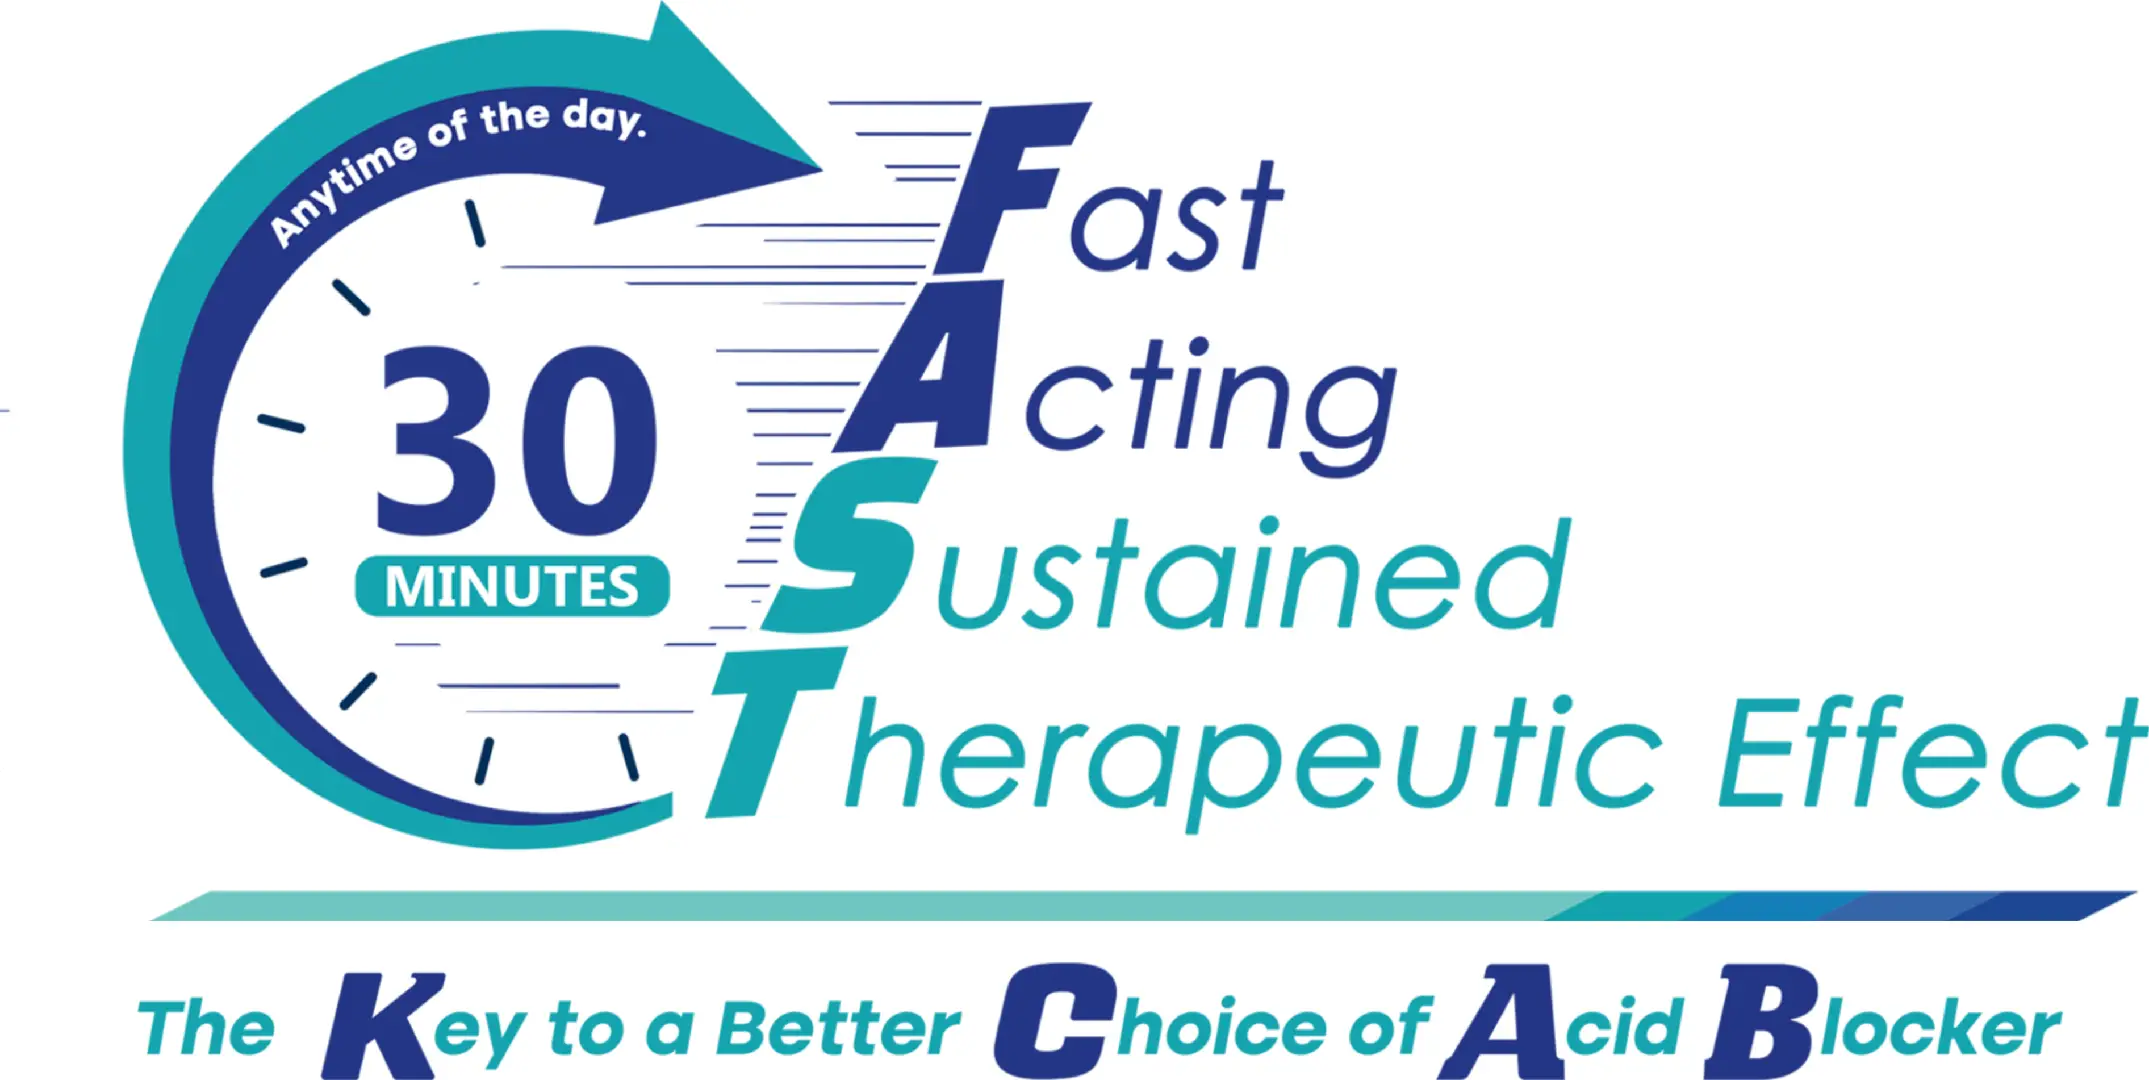 Anytime of the day.
30
MINUTES
Fast
Acting
Sustained
Therapeutic Effect
The Key to a Better Choice of Acid Blocker